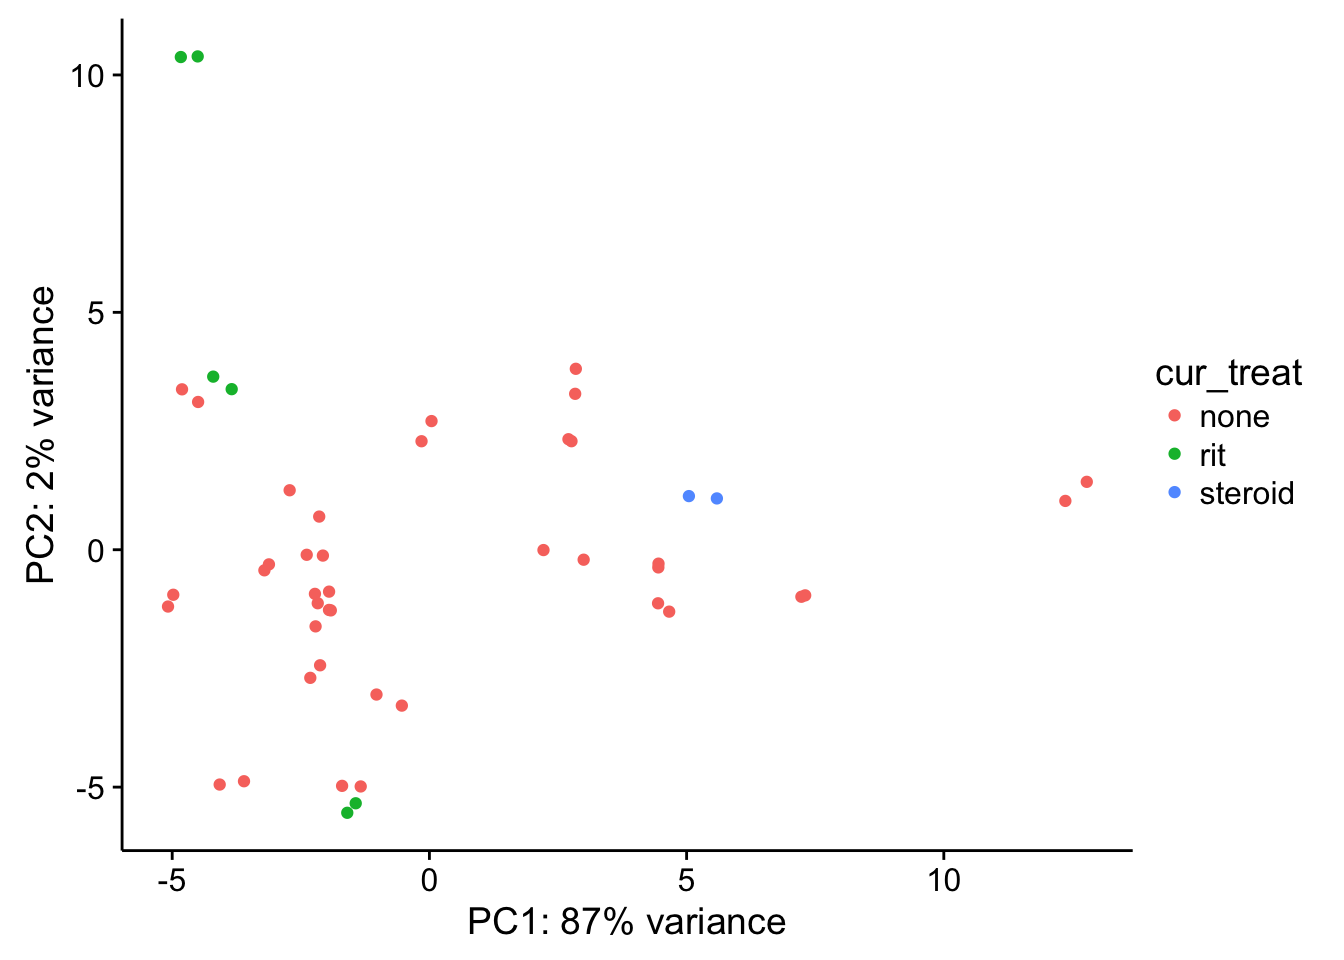 10
5
0
-5
PC2: 2% variance
-5
0
5
10
PC1: 87% variance
cur_treat
none
rit
steroid